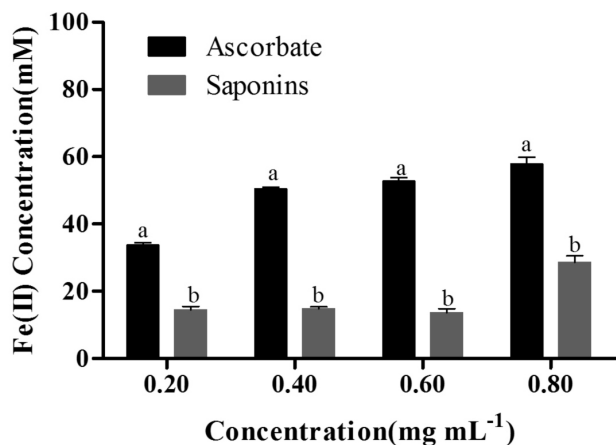 Fe(II) Concentration(mM)
100
80
60
40
20
0
Ascorbate
Saponins
a
b
a
b
a
b
a
b
0.20
0.40
0.60
0.80
Concentration(mg mL⁻¹)